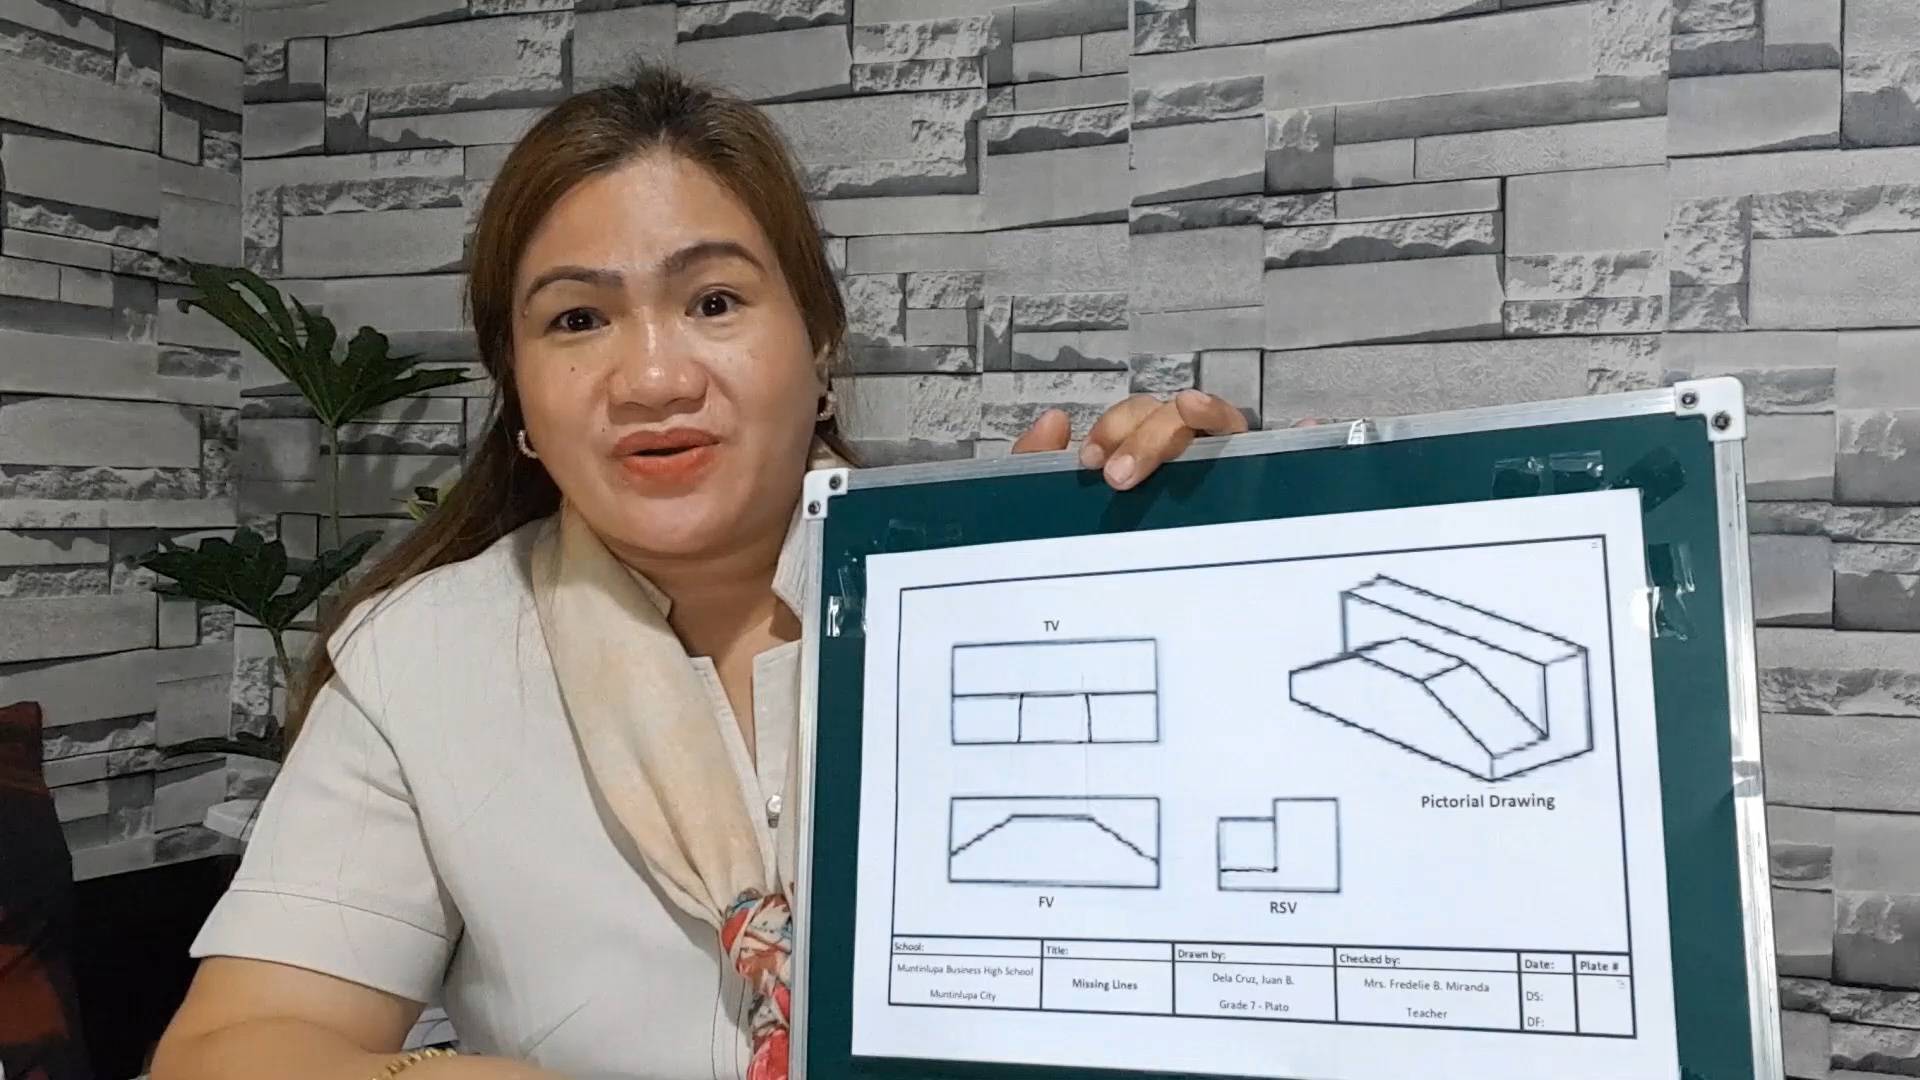 TV
Pictorial Drawing
FV
RSV
School:
Muntinlupa Business High School
Muntinlupa City
Title:
Missing Lines
Drawn by:
Dela Cruz, Juan B.
Grade 7 - Plato
Checked by:
Mrs. Fredelie B. Miranda
Teacher
Date:
DS:
DF:
Plate #